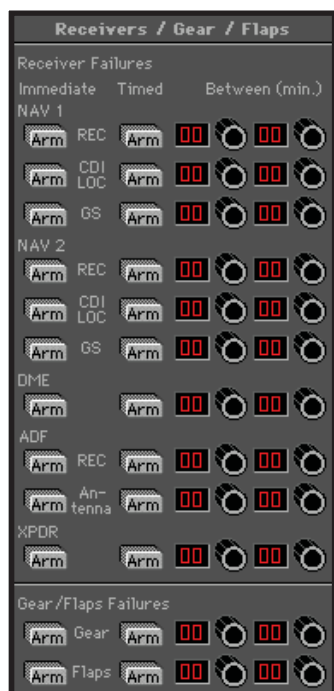 Receivers / Gear / Flaps
Receiver Failures
Immediate Timed Between (min.)
NAV 1
Arm REC Arm 00 00
Arm CDI LOC Arm 00 00
Arm GS Arm 00 00
NAV 2
Arm REC Arm 00 00
Arm CDI LOC Arm 00 00
Arm GS Arm 00 00
DME
Arm Arm 00 00
ADF
Arm REC Arm 00 00
Arm An-tenna Arm 00 00
XPDR
Arm Arm 00 00
Gear/Flaps Failures
Arm Gear Arm 00 00
Arm Flaps Arm 00 00